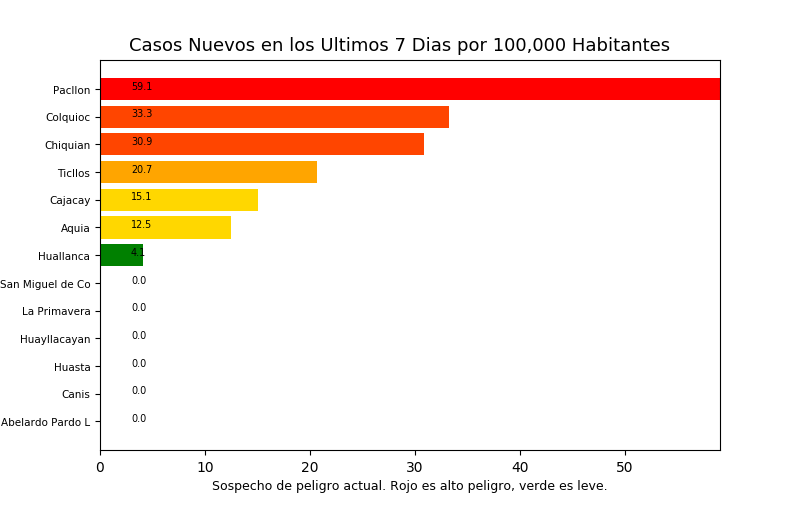 Casos Nuevos en los Ultimos 7 Dias por 100,000 Habitantes
Pacllon 59.1
Colquioc 33.3
Chiquian 30.9
Ticllos 20.7
Cajacay 15.1
Aquia 12.5
Huallanca 4.1
San Miguel de Co 0.0
La Primavera 0.0
Huayllacayan 0.0
Huasta 0.0
Canis 0.0
Abelardo Pardo L 0.0
0 10 20 30 40 50
Sospecho de peligro actual. Rojo es alto peligro, verde es leve.